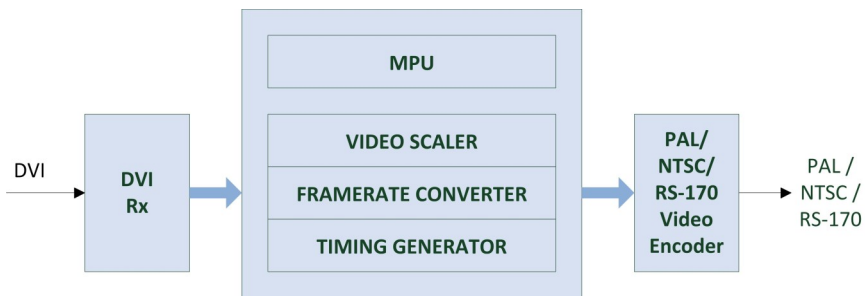 DVI
DVI
Rx
MPU
VIDEO SCALER
FRAMERATE CONVERTER
TIMING GENERATOR
PAL/
NTSC/
RS-170
Video
Encoder
PAL /
NTSC /
RS-170